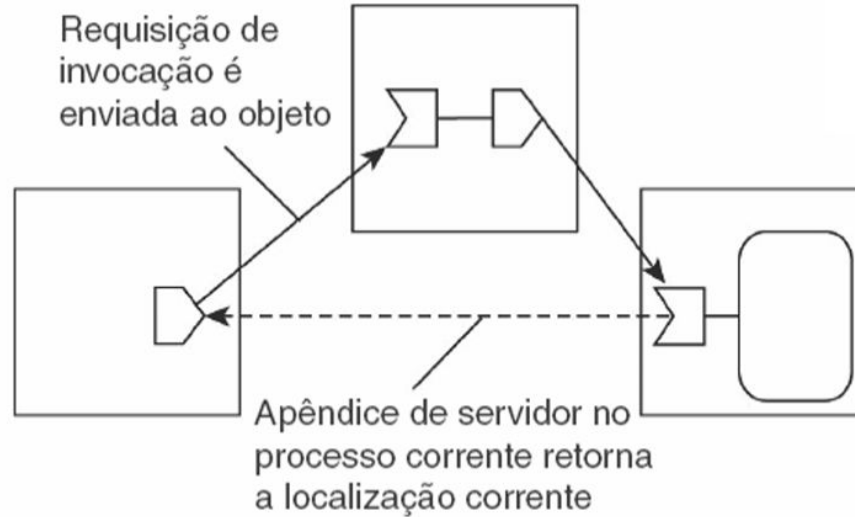 Requisição de
invocação é
enviada ao objeto
Apêndice de servidor no
processo corrente retorna
a localização corrente